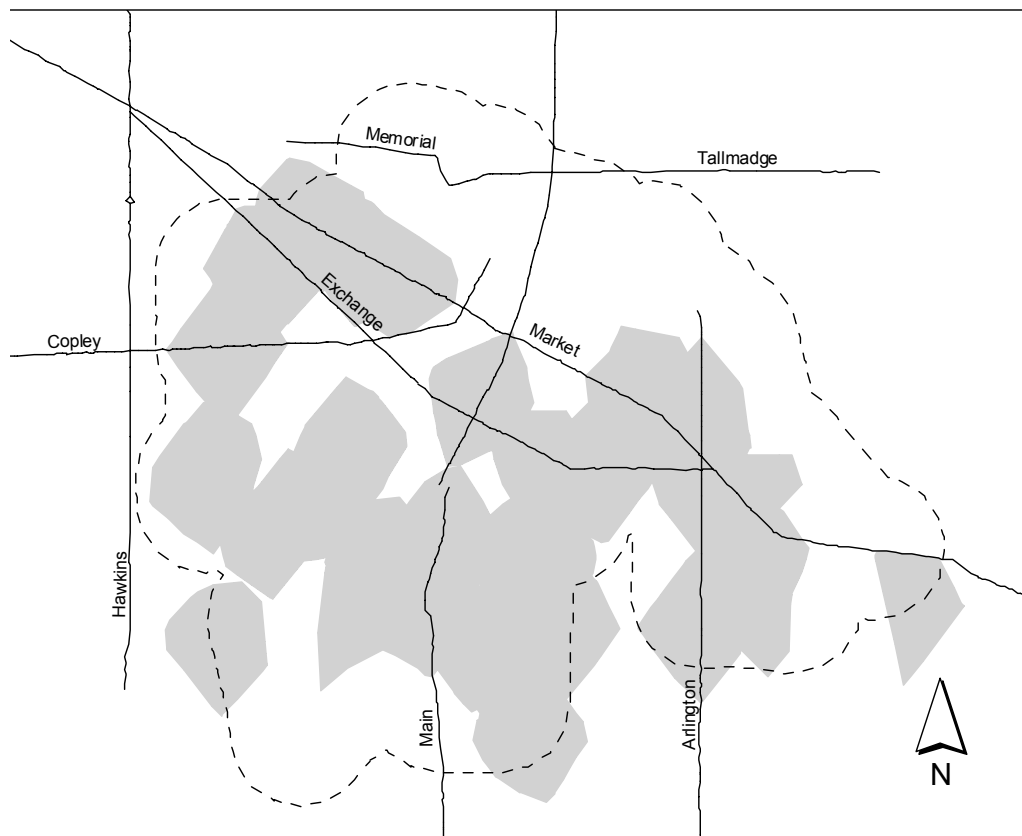 Memorial
Tallmadge
Exchange
Copley
Market
Hawkins
Main
Arlington
N